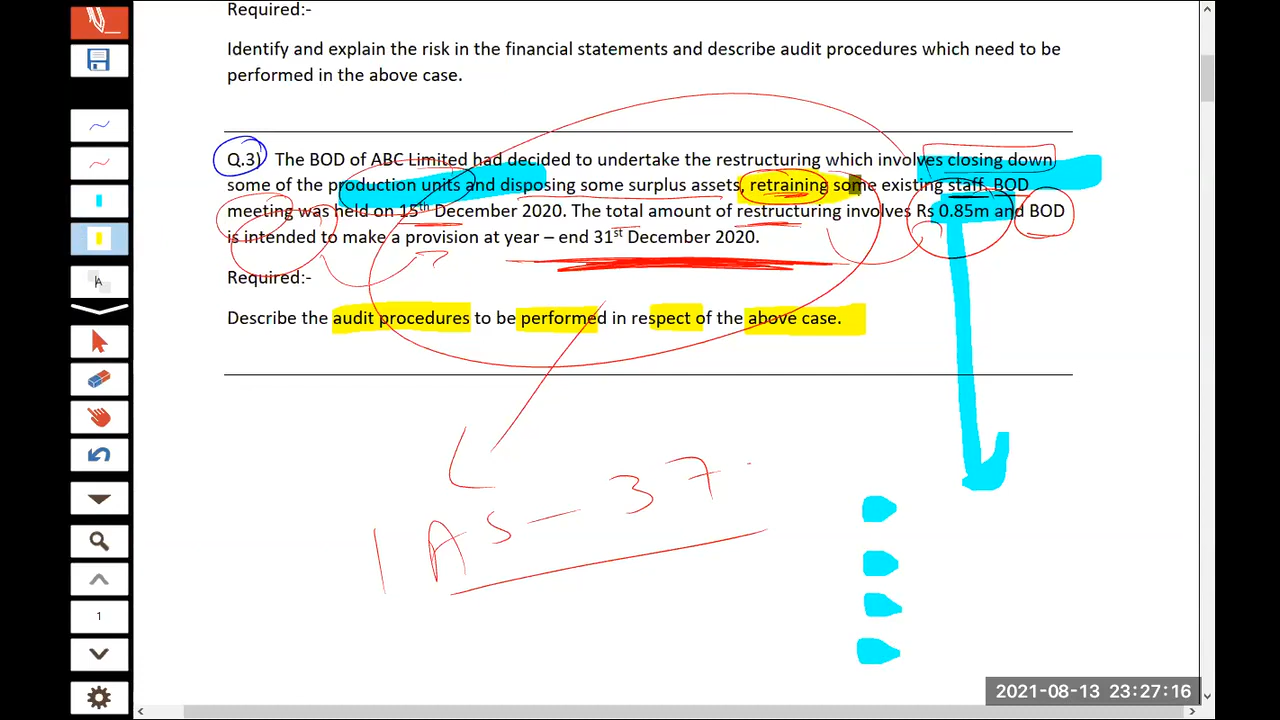 Required:-
Identify and explain the risk in the financial statements and describe audit procedures which need to be
performed in the above case.
Q.3) The BOD of ABC Limited had decided to undertake the restructuring which involves closing down
some of the production units and disposing some surplus assets, retraining some existing staff. BOD
meeting was held on 15th December 2020. The total amount of restructuring involves Rs 0.85m and BOD
is intended to make a provision at year – end 31st December 2020.
Required:-
Describe the audit procedures to be performed in respect of the above case.
IAS - 37
A
1
2021-08-13 23:27:16